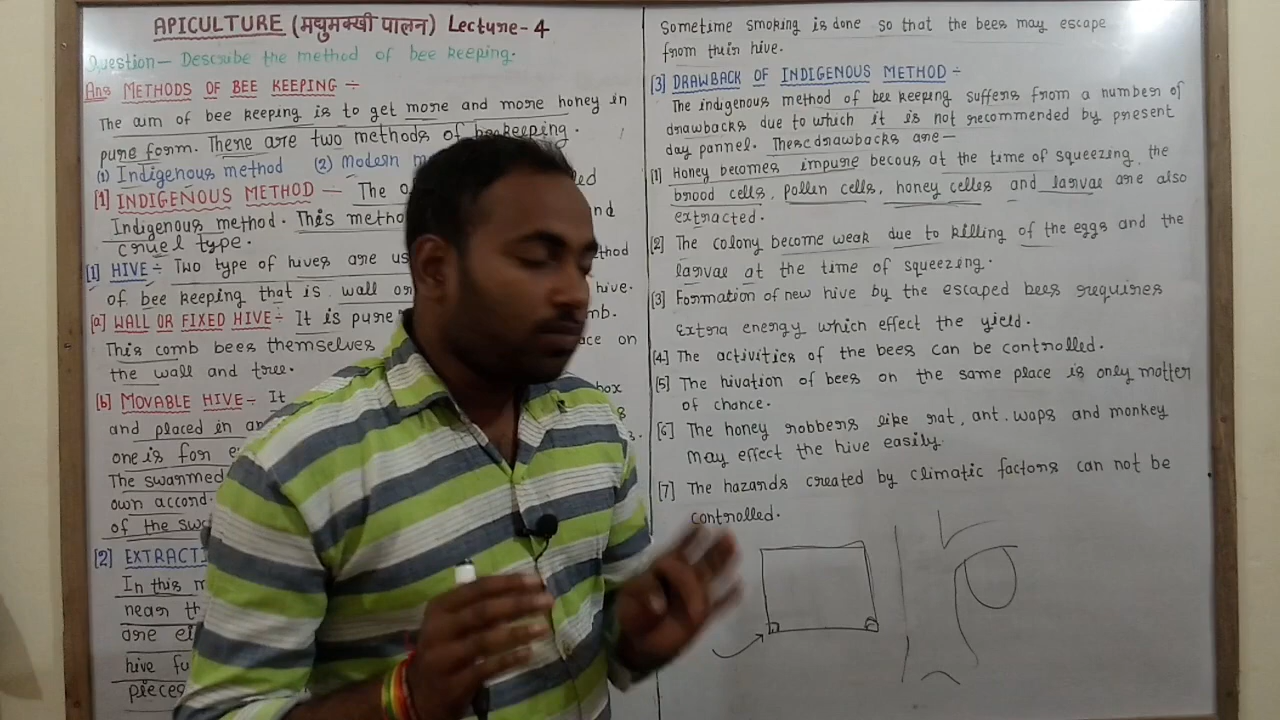 APICULTURE (मधुमक्खी पालन) Lecture-4
Question- Describe the method of bee keeping.
Ans METHODS OF BEE KEEPING :-
The aim of bee keeping is to get more and more honey in
pure form. There are two methods of beekeeping.
(1) Indigenous method (2) Modern m
[1] INDIGENOUS METHOD — The
Indigenous method. This metho nd
cruel type.
[1] HIVE :- Two type of hives are us thod
of bee keeping that is wall or hive.
[a] WALL OR FIXED HIVE :- It is pure mb.
This comb bees themselves ace on
the wall and tree.
[b] MOVABLE HIVE- It box
and placed in an
one is for
The swarmed
own accord.
of the swa
[2] EXTRACTI
In this m
near th
are
hive fu
pieces
Sometime smoking is done so that the bees may escape
from their hive.
[3] DRAWBACK OF INDIGENOUS METHOD :-
The indigenous method of bee keeping suffers from a number of
drawbacks due to which it is not recommended by present
day pannel. These drawbacks are—
[1] Honey becomes impure becous at the time of squeezing, the
brood cells, pollen cells, honey celles and larvae are also
extracted.
[2] The colony become weak due to killing of the eggs and the
larvae at the time of squeezing.
[3] Formation of new hive by the escaped bees requires
Extra energy which effect the yield.
[4] The activities of the bees can be controlled.
[5] The hivation of bees on the same place is only matter
of chance.
[6] The honey robbers like rat, ant. waps and monkey
may effect the hive easily.
[7] The hazards created by climatic factors can not be
controlled.